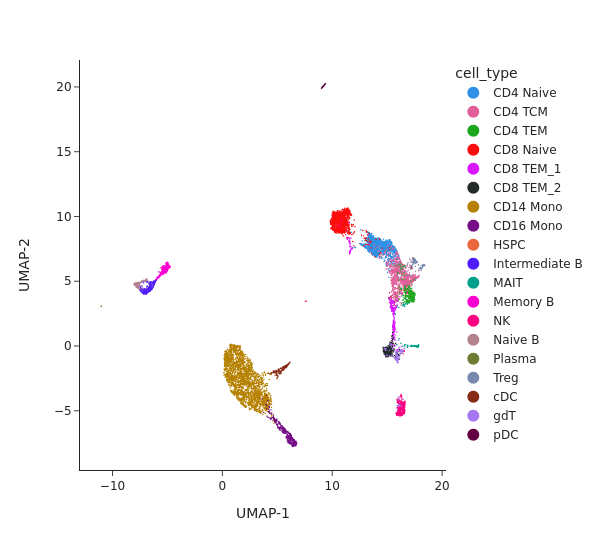 cell_type
CD4 Naive
CD4 TCM
CD4 TEM
CD8 Naive
CD8 TEM_1
CD8 TEM_2
CD14 Mono
CD16 Mono
HSPC
Intermediate B
MAIT
Memory B
NK
Naive B
Plasma
Treg
cDC
gdT
pDC
UMAP-2
20
15
10
5
0
−5
−10
0
10
20
UMAP-1